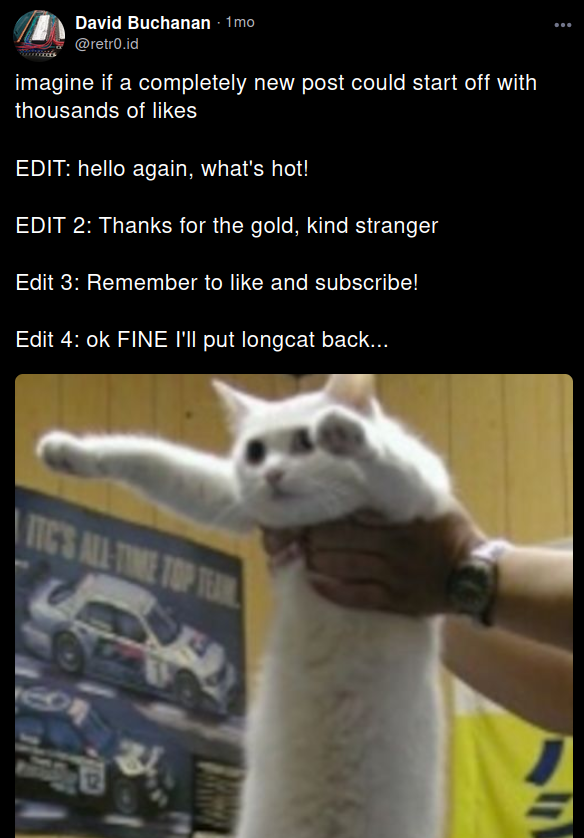 David Buchanan · 1mo
@retr0.id
imagine if a completely new post could start off with
thousands of likes
EDIT: hello again, what's hot!
EDIT 2: Thanks for the gold, kind stranger
Edit 3: Remember to like and subscribe!
Edit 4: ok FINE I'll put longcat back...
ITC'S ALL-TIME TOP TEAM.
12